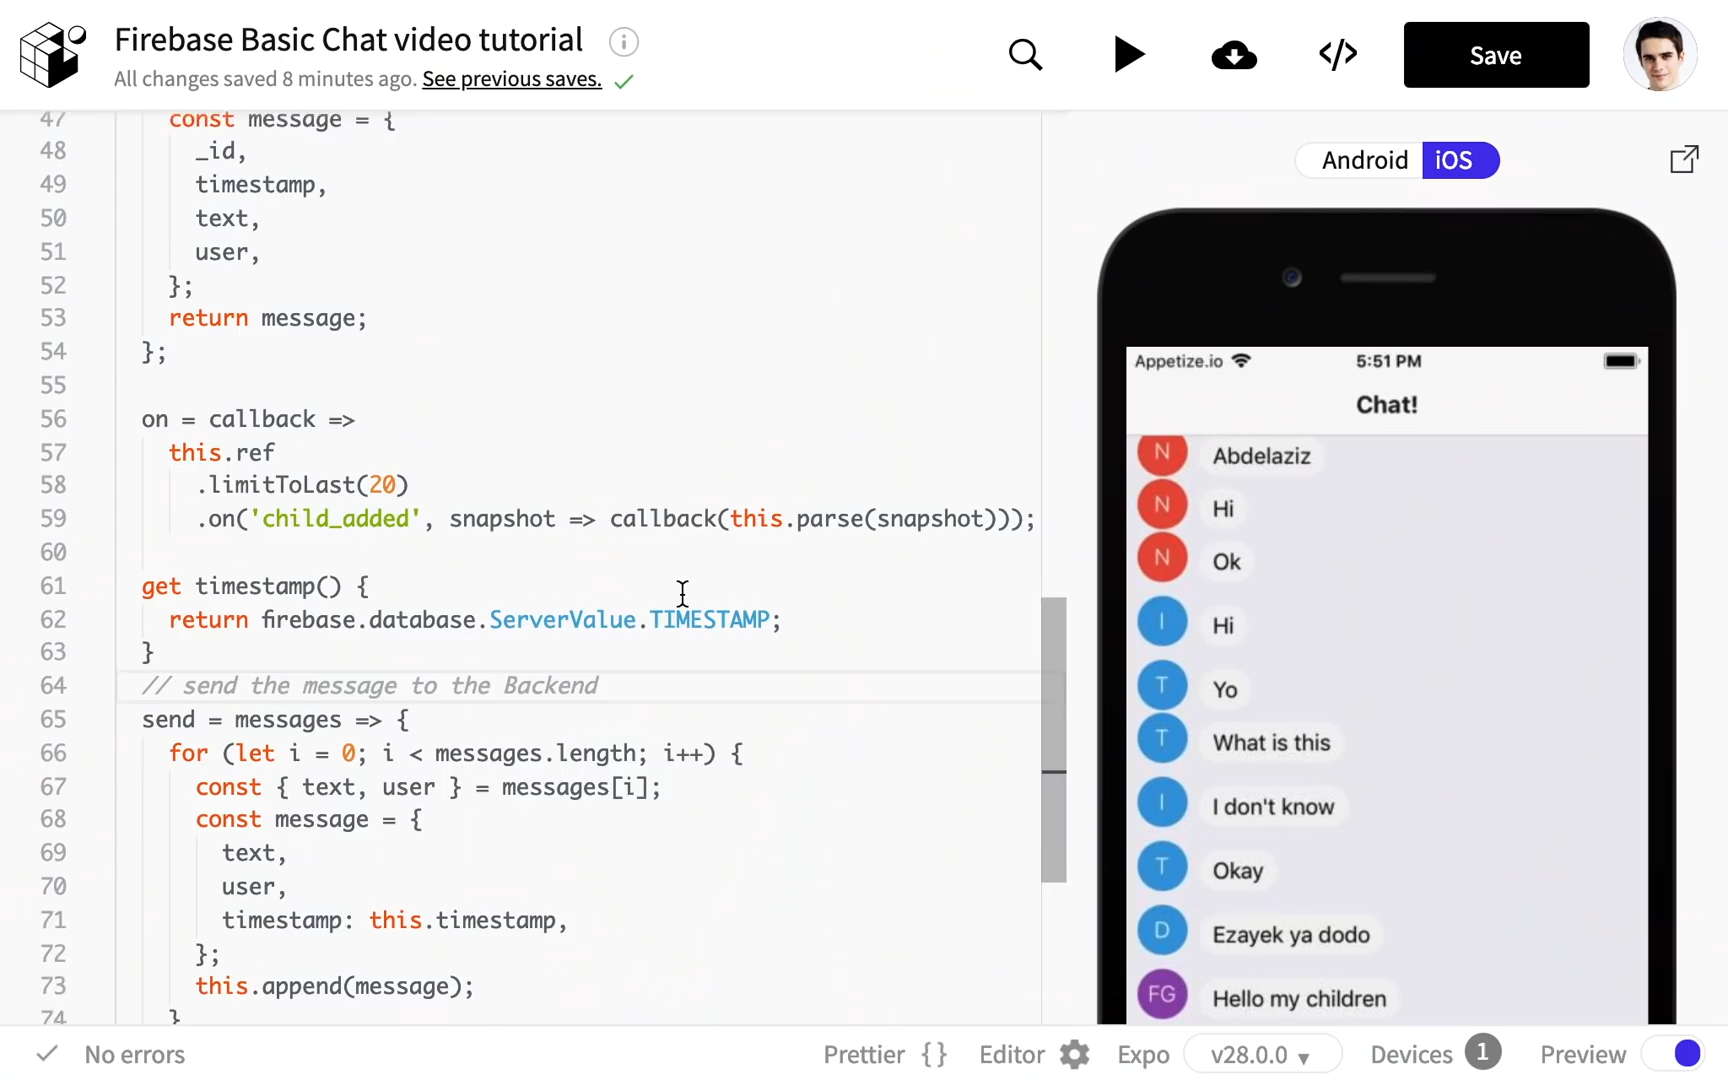 Firebase Basic Chat video tutorial
All changes saved 8 minutes ago. See previous saves.
Save
47 const message = {
48 _id,
49 timestamp,
50 text,
51 user,
52 };
53 return message;
54 };
55
56 on = callback =>
57 this.ref
58 .limitToLast(20)
59 .on('child_added', snapshot => callback(this.parse(snapshot)));
60
61 get timestamp() {
62 return firebase.database.ServerValue.TIMESTAMP;
63 }
64 // send the message to the Backend
65 send = messages => {
66 for (let i = 0; i < messages.length; i++) {
67 const { text, user } = messages[i];
68 const message = {
69 text,
70 user,
71 timestamp: this.timestamp,
72 };
73 this.append(message);
74 }
Android iOS
Appetize.io 5:51 PM
Chat!
N Abdelaziz
N Hi
N Ok
I Hi
T Yo
T What is this
I I don't know
T Okay
D Ezayek ya dodo
FG Hello my children
No errors Prettier {} Editor Expo v28.0.0 Devices 1 Preview